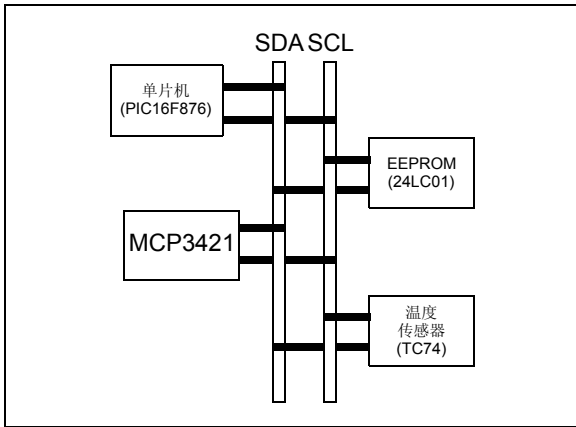 SDA SCL
单片机
(PIC16F876)
EEPROM
(24LC01)
MCP3421
温度
传感器
(TC74)